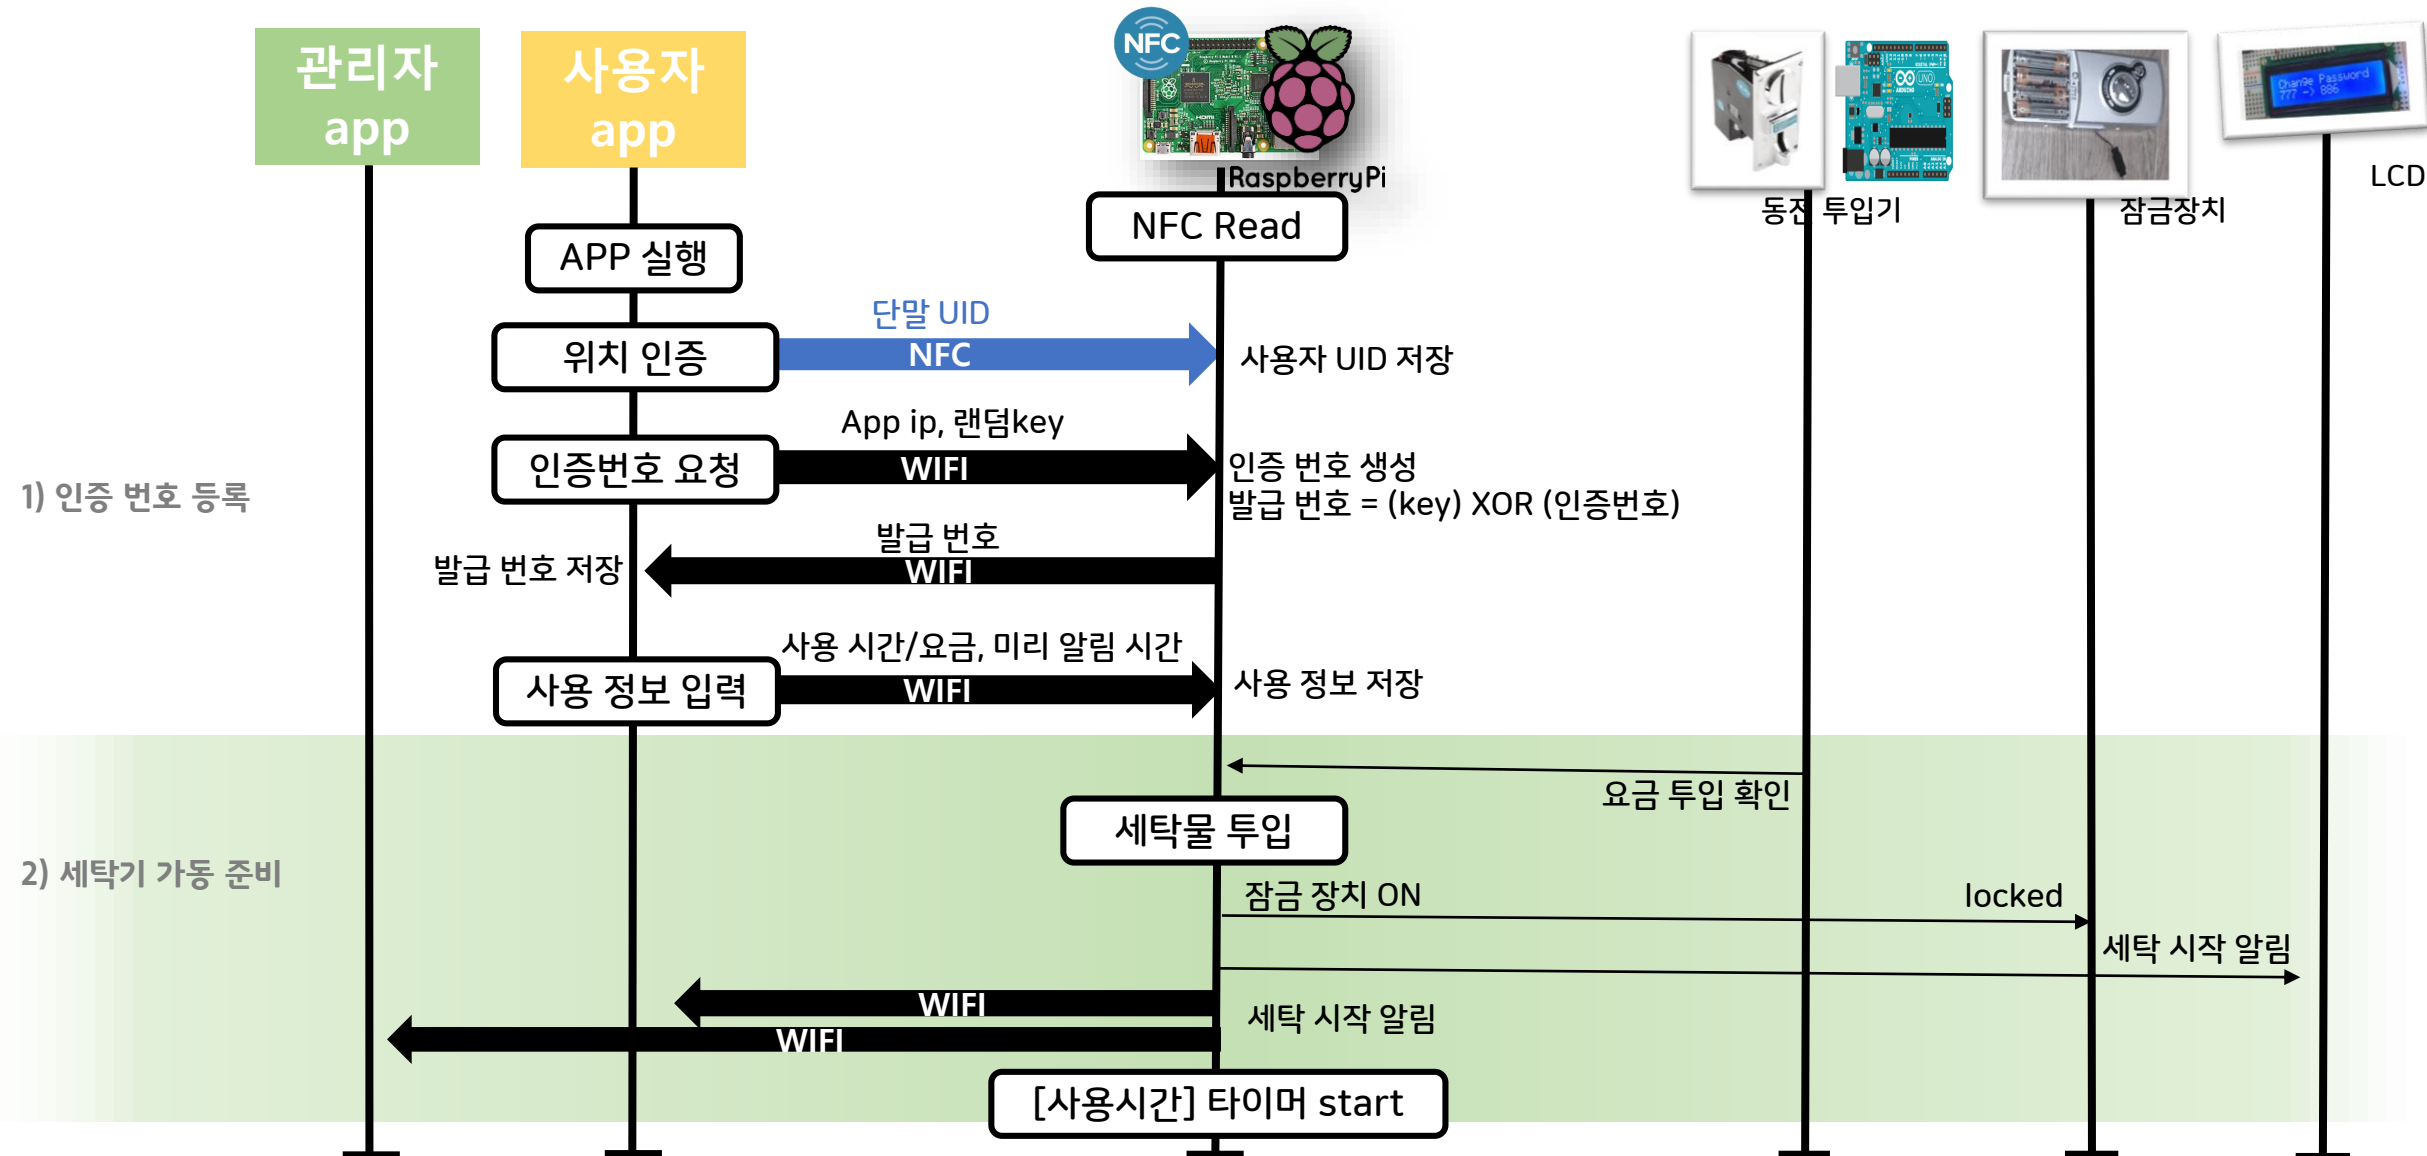 관리자
app
사용자
app
NFC
RaspberryPi
Change Password
777 -> 886
LCD
동전 투입기
잠금장치
NFC Read
APP 실행
단말 UID
위치 인증
NFC
사용자 UID 저장
App ip, 랜덤key
인증번호 요청
WIFI
인증 번호 생성
발급 번호 = (key) XOR (인증번호)
1) 인증 번호 등록
발급 번호
발급 번호 저장
WIFI
사용 시간/요금, 미리 알림 시간
사용 정보 입력
WIFI
사용 정보 저장
요금 투입 확인
세탁물 투입
2) 세탁기 가동 준비
잠금 장치 ON
locked
세탁 시작 알림
WIFI
세탁 시작 알림
WIFI
[사용시간] 타이머 start